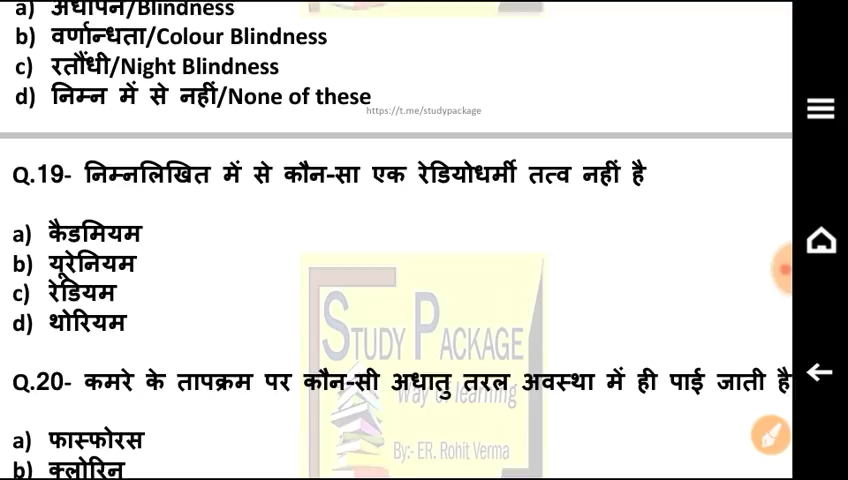 a) अंधापन/Blindness
b) वर्णान्धता/Colour Blindness
c) रतौंधी/Night Blindness
d) निम्न में से नहीं/None of these
https://t.me/studypackage
Q.19- निम्नलिखित में से कौन-सा एक रेडियोधर्मी तत्व नहीं है
a) कैडमियम
b) यूरेनियम
c) रेडियम
d) थोरियम
STUDY PACKAGE
Q.20- कमरे के तापक्रम पर कौन-सी अधातु तरल अवस्था में ही पाई जाती है
Way of learning
a) फास्फोरस
By:- ER. Rohit Verma
b) क्लोरिन